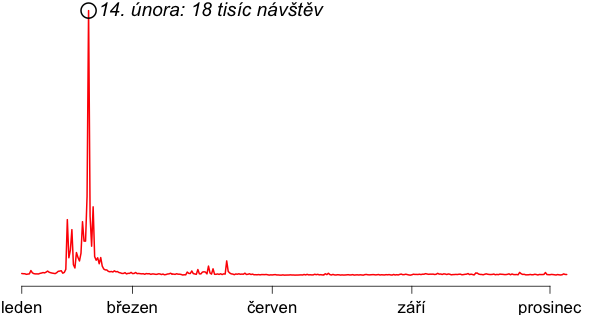 14. února: 18 tisíc návštěv
leden březen červen září prosinec